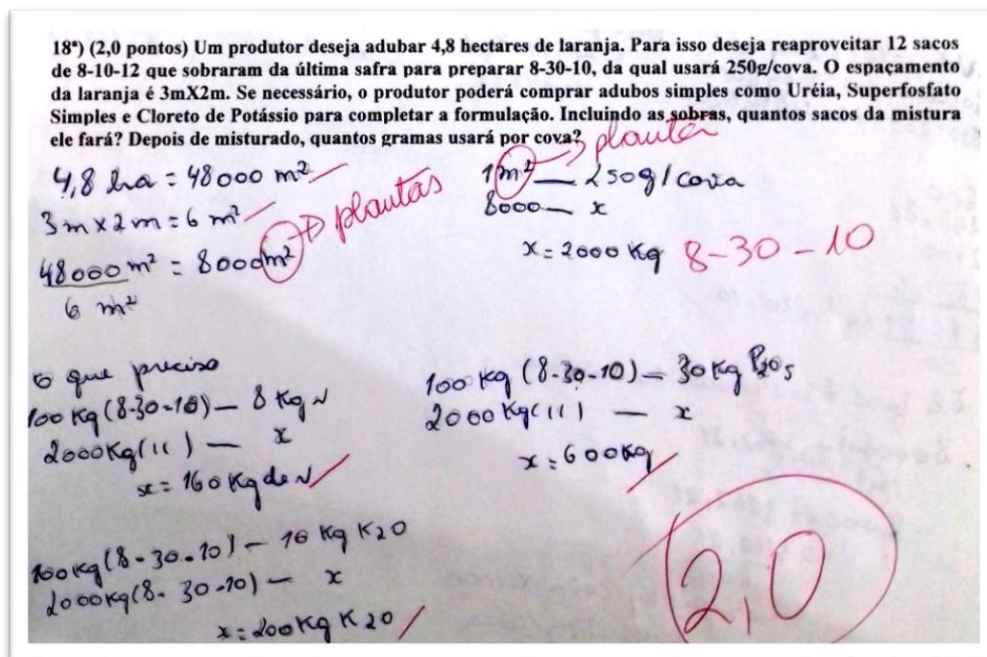 18ª) (2,0 pontos) Um produtor deseja adubar 4,8 hectares de laranja. Para isso deseja reaproveitar 12 sacos
de 8-10-12 que sobraram da última safra para preparar 8-30-10, da qual usará 250g/cova. O espaçamento
da laranja é 3mX2m. Se necessário, o produtor poderá comprar adubos simples como Uréia, Superfosfato
Simples e Cloreto de Potássio para completar a formulação. Incluindo as sobras, quantos sacos da mistura
ele fará? Depois de misturado, quantos gramas usará por cova?
planta
4,8 ha = 48000 m²
3m x 2m = 6 m²
plantas
48000 m² = 8000 m²
6 m²
1 m² — 250g/cova
8000 — x
x = 2000 Kg 8-30-10
o que preciso
100 Kg (8-30-10) — 8 Kg N
2000 Kg (11) — x
x = 160 Kg de N
100 Kg (8-30-10) — 30 Kg P2O5
2000 Kg (11) — x
x = 600 Kg
100 Kg (8-30-10) — 10 Kg K2O
2000 Kg (8-30-10) — x
x = 200 Kg K2O
2,0